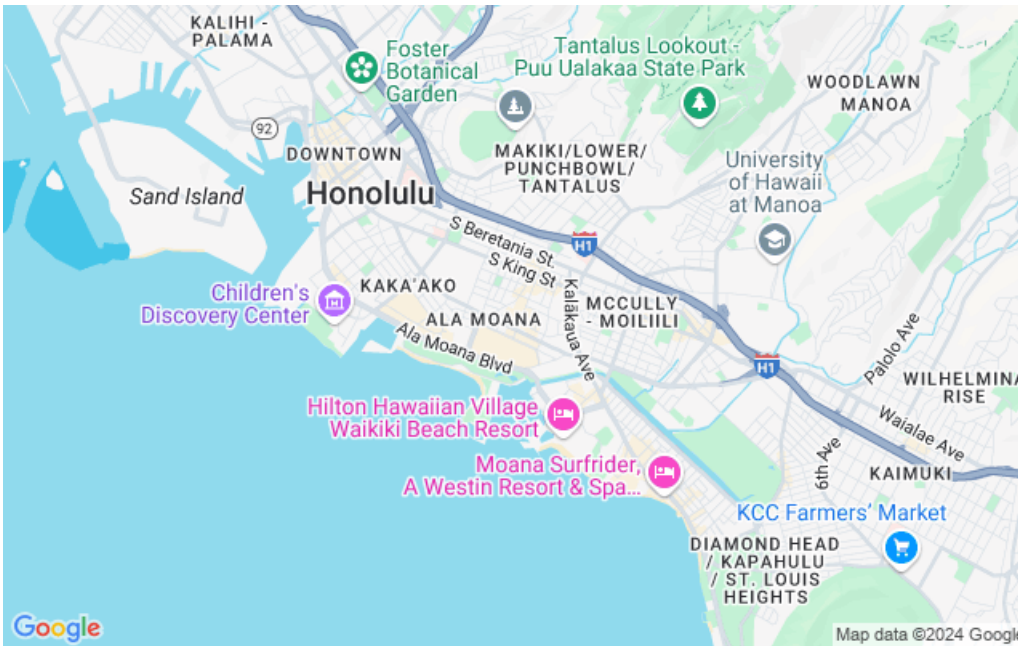 KALIHI -
PALAMA
Foster
Botanical
Garden
Tantalus Lookout -
Puu Ualakaa State Park
WOODLAWN
MANOA
92
DOWNTOWN
MAKIKI/LOWER/
PUNCHBOWL/
TANTALUS
University
of Hawaii
at Manoa
Sand Island
Honolulu
S Beretania St.
S King St
H1
Children's
Discovery Center
KAKA'AKO
Kalākaua Ave
MCCULLY
- MOILIILI
ALA MOANA
Ala Moana Blvd
H1
Palolo Ave
WILHELMINA
RISE
Hilton Hawaiian Village
Waikiki Beach Resort
Waialae Ave
6th Ave
Moana Surfrider,
A Westin Resort & Spa...
KAIMUKI
KCC Farmers' Market
DIAMOND HEAD
/ KAPAHULU
/ ST. LOUIS
HEIGHTS
Google
Map data ©2024 Google